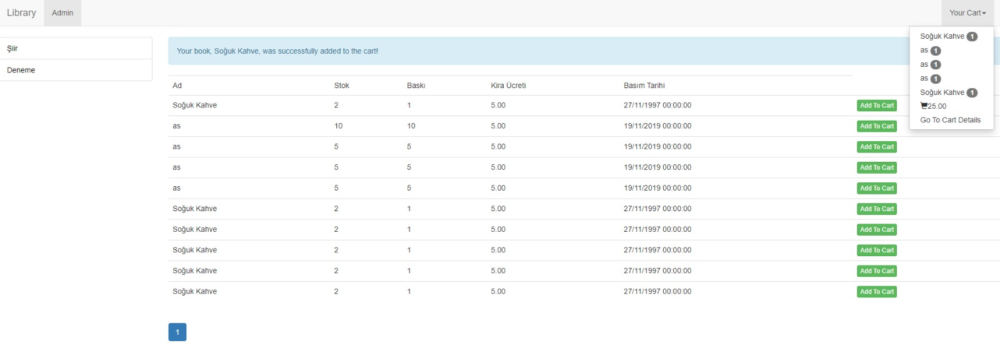 Library Admin Your Cart
Şiir
Deneme
Your book, Soğuk Kahve, was successfully added to the cart!
Soğuk Kahve 1
as 1
as 1
as 1
Soğuk Kahve 1
25.00
Go To Cart Details
Ad Stok Baskı Kira Ücreti Basım Tarihi
Soğuk Kahve 2 1 5.00 27/11/1997 00:00:00 Add To Cart
as 10 10 5.00 19/11/2019 00:00:00 Add To Cart
as 5 5 5.00 19/11/2019 00:00:00 Add To Cart
as 5 5 5.00 19/11/2019 00:00:00 Add To Cart
as 5 5 5.00 19/11/2019 00:00:00 Add To Cart
Soğuk Kahve 2 1 5.00 27/11/1997 00:00:00 Add To Cart
Soğuk Kahve 2 1 5.00 27/11/1997 00:00:00 Add To Cart
Soğuk Kahve 2 1 5.00 27/11/1997 00:00:00 Add To Cart
Soğuk Kahve 2 1 5.00 27/11/1997 00:00:00 Add To Cart
Soğuk Kahve 2 1 5.00 27/11/1997 00:00:00 Add To Cart
1